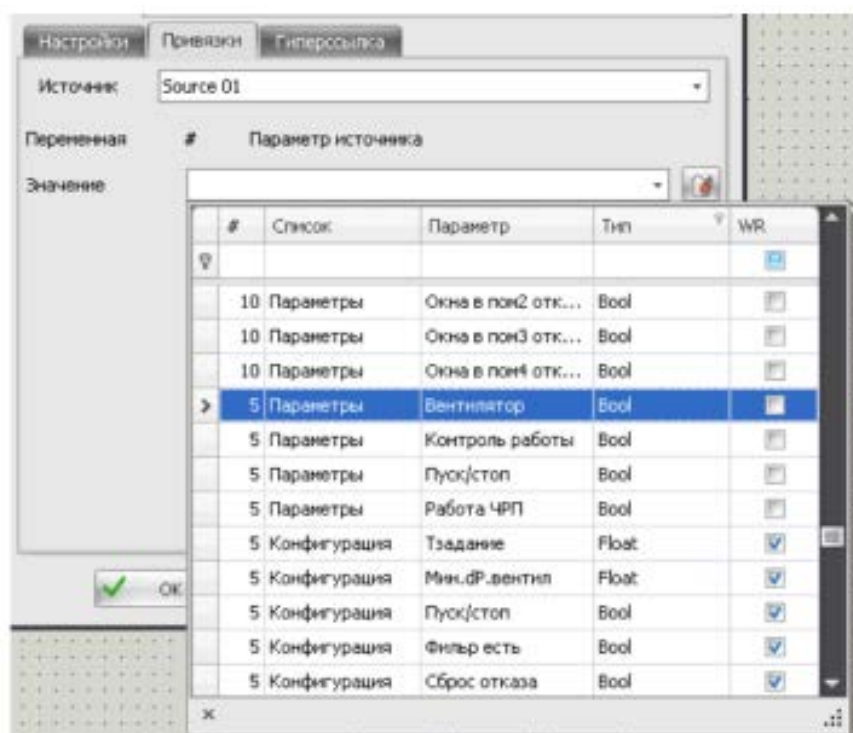 Настройки Привязки Гиперссылка
Источник Source 01
Переменная # Параметр источника
Значение
# Список Параметр Тип WR
10 Параметры Окна в пом2 отк... Bool
10 Параметры Окна в пом3 отк... Bool
10 Параметры Окна в пом4 отк... Bool
5 Параметры Вентилятор Bool
5 Параметры Контроль работы Bool
5 Параметры Пуск/стоп Bool
5 Параметры Работа ЧРП Bool
5 Конфигурация Тзадание Float
5 Конфигурация Мин.dP.вентил Float
5 Конфигурация Пуск/стоп Bool
5 Конфигурация Фильр есть Bool
OK 5 Конфигурация Сброс отказа Bool